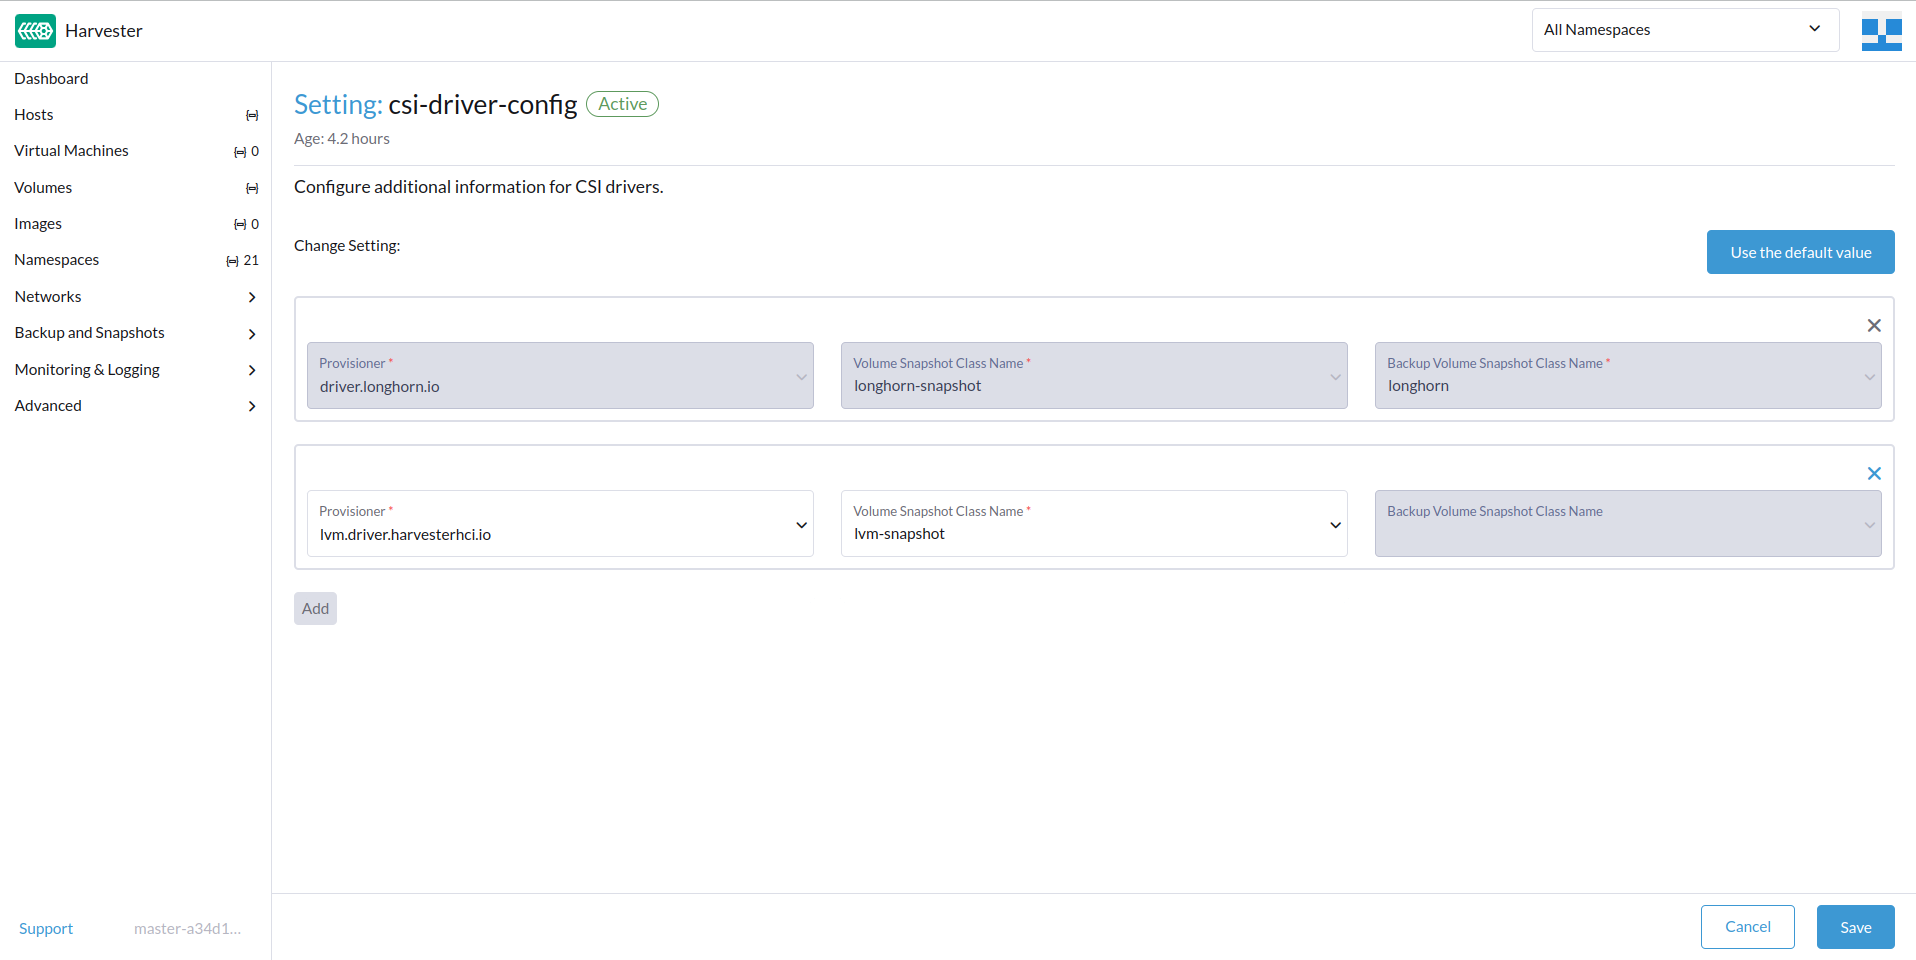 Harvester
All Namespaces
Dashboard
Hosts
Virtual Machines 0
Volumes
Images 0
Namespaces 21
Networks
Backup and Snapshots
Monitoring & Logging
Advanced
Support master-a34d1...
Setting: csi-driver-config Active
Age: 4.2 hours
Configure additional information for CSI drivers.
Change Setting:
Use the default value
Provisioner *
driver.longhorn.io
Volume Snapshot Class Name *
longhorn-snapshot
Backup Volume Snapshot Class Name *
longhorn
Provisioner *
lvm.driver.harvesterhci.io
Volume Snapshot Class Name *
lvm-snapshot
Backup Volume Snapshot Class Name
Add
Cancel
Save